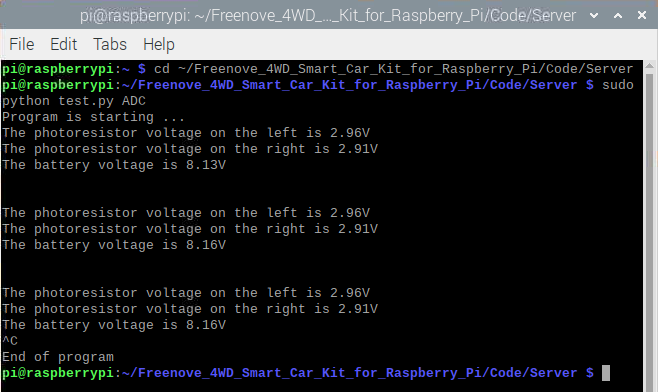 pi@raspberrypi: ~/Freenove_4WD_..._Kit_for_Raspberry_Pi/Code/Server
File Edit Tabs Help
pi@raspberrypi:~ $ cd ~/Freenove_4WD_Smart_Car_Kit_for_Raspberry_Pi/Code/Server
pi@raspberrypi:~/Freenove_4WD_Smart_Car_Kit_for_Raspberry_Pi/Code/Server $ sudo
python test.py ADC
Program is starting ...
The photoresistor voltage on the left is 2.96V
The photoresistor voltage on the right is 2.91V
The battery voltage is 8.13V
The photoresistor voltage on the left is 2.96V
The photoresistor voltage on the right is 2.91V
The battery voltage is 8.16V
The photoresistor voltage on the left is 2.96V
The photoresistor voltage on the right is 2.91V
The battery voltage is 8.16V
^C
End of program
pi@raspberrypi:~/Freenove_4WD_Smart_Car_Kit_for_Raspberry_Pi/Code/Server $